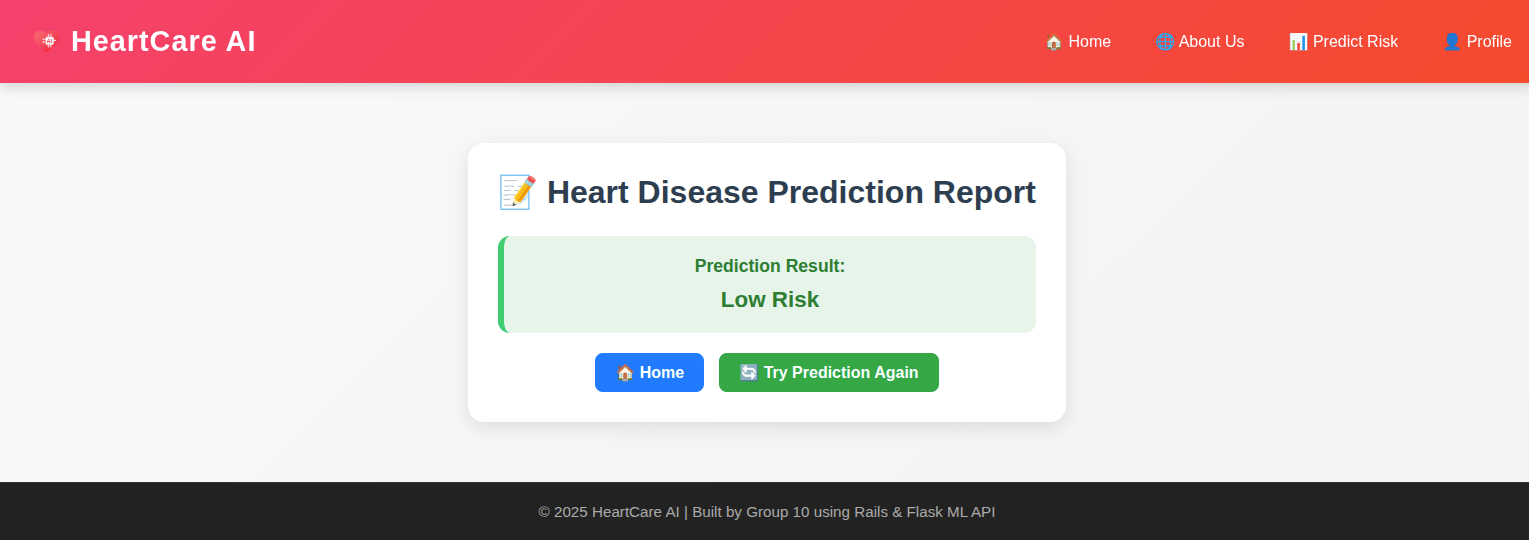 HeartCare AI
🏠 Home
🌐 About Us
📊 Predict Risk
👤 Profile
📝 Heart Disease Prediction Report
Prediction Result:
Low Risk
🏠 Home
🔄 Try Prediction Again
© 2025 HeartCare AI | Built by Group 10 using Rails & Flask ML API